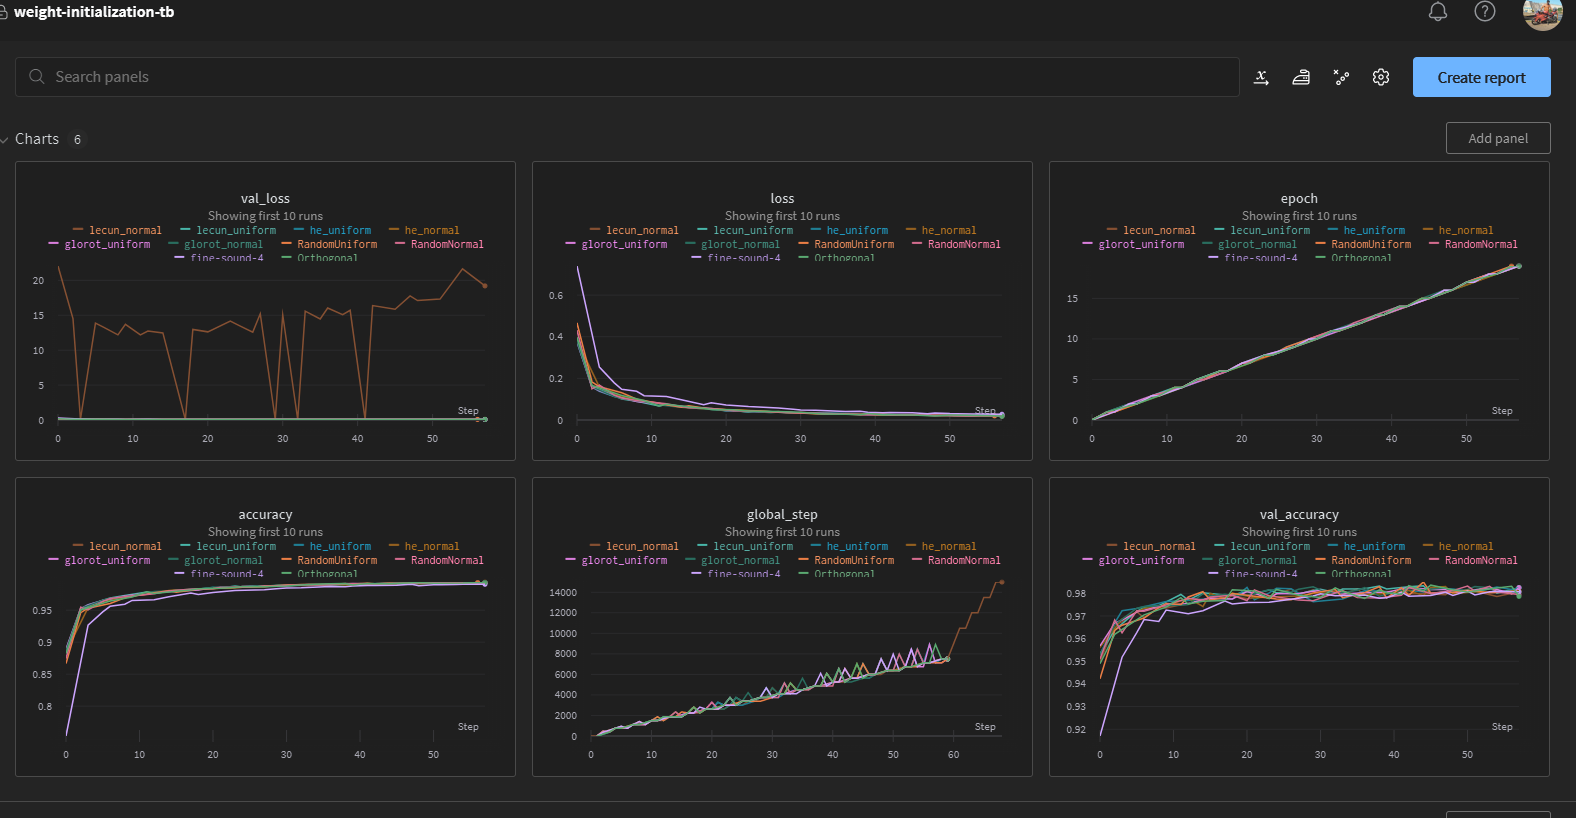 weight-initialization-tb
Search panels
Create report
Charts 6
Add panel
val_loss
Showing first 10 runs
lecun_normal lecun_uniform he_uniform he_normal
glorot_uniform glorot_normal RandomUniform RandomNormal
fine-sound-4 Orthogonal
20
15
10
5
0
Step
0 10 20 30 40 50
loss
Showing first 10 runs
lecun_normal lecun_uniform he_uniform he_normal
glorot_uniform glorot_normal RandomUniform RandomNormal
fine-sound-4 Orthogonal
0.6
0.4
0.2
0
Step
0 10 20 30 40 50
epoch
Showing first 10 runs
lecun_normal lecun_uniform he_uniform he_normal
glorot_uniform glorot_normal RandomUniform RandomNormal
fine-sound-4 Orthogonal
15
10
5
0
Step
0 10 20 30 40 50
accuracy
Showing first 10 runs
lecun_normal lecun_uniform he_uniform he_normal
glorot_uniform glorot_normal RandomUniform RandomNormal
fine-sound-4 Orthogonal
0.95
0.9
0.85
0.8
Step
0 10 20 30 40 50
global_step
Showing first 10 runs
lecun_normal lecun_uniform he_uniform he_normal
glorot_uniform glorot_normal RandomUniform RandomNormal
fine-sound-4 Orthogonal
14000
12000
10000
8000
6000
4000
2000
0
Step
0 10 20 30 40 50 60
val_accuracy
Showing first 10 runs
lecun_normal lecun_uniform he_uniform he_normal
glorot_uniform glorot_normal RandomUniform RandomNormal
fine-sound-4 Orthogonal
0.98
0.97
0.96
0.95
0.94
0.93
0.92
Step
0 10 20 30 40 50